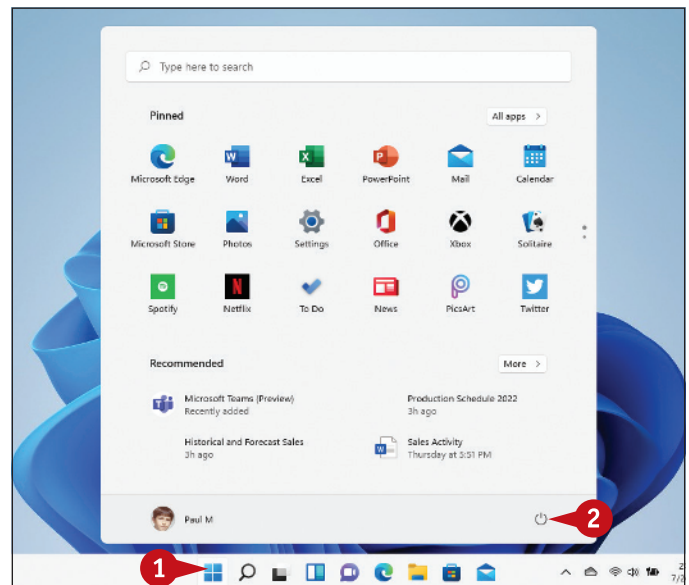 Type here to search
Pinned
All apps >
Microsoft Edge Word Excel PowerPoint Mail Calendar
Microsoft Store Photos Settings Office Xbox Solitaire
Spotify Netflix To Do News PicsArt Twitter
Recommended
More >
Microsoft Teams (Preview)
Recently added
Production Schedule 2022
3h ago
Historical and Forecast Sales
3h ago
Sales Activity
Thursday at 3:51 PM
Paul M
2
1